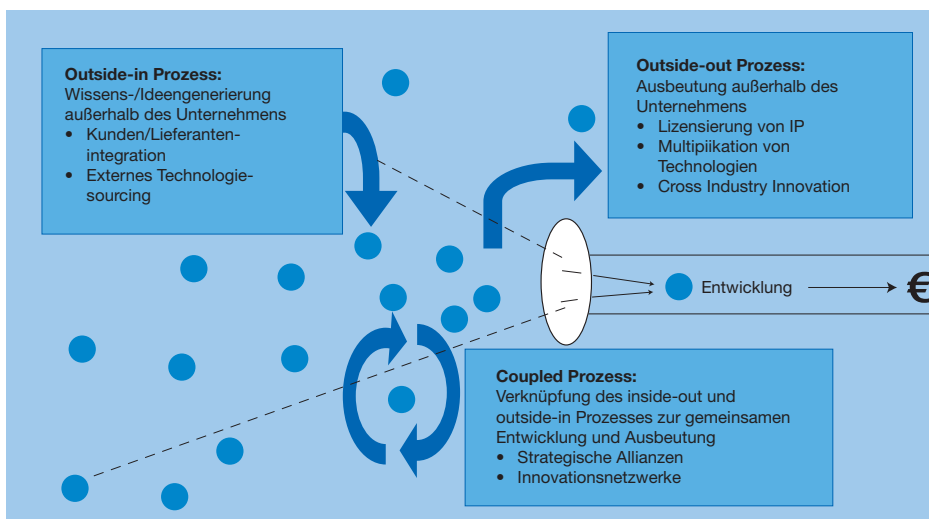 Outside-in Prozess:
Wissens-/Ideengenerierung
außerhalb des Unternehmens
• Kunden/Lieferanten-
integration
• Externes Technologie-
sourcing
Outside-out Prozess:
Ausbeutung außerhalb des
Unternehmens
• Lizensierung von IP
• Multipiikation von
Technologien
• Cross Industry Innovation
Entwicklung
€
Coupled Prozess:
Verknüpfung des inside-out und
outside-in Prozesses zur gemeinsamen
Entwicklung und Ausbeutung
• Strategische Allianzen
• Innovationsnetzwerke